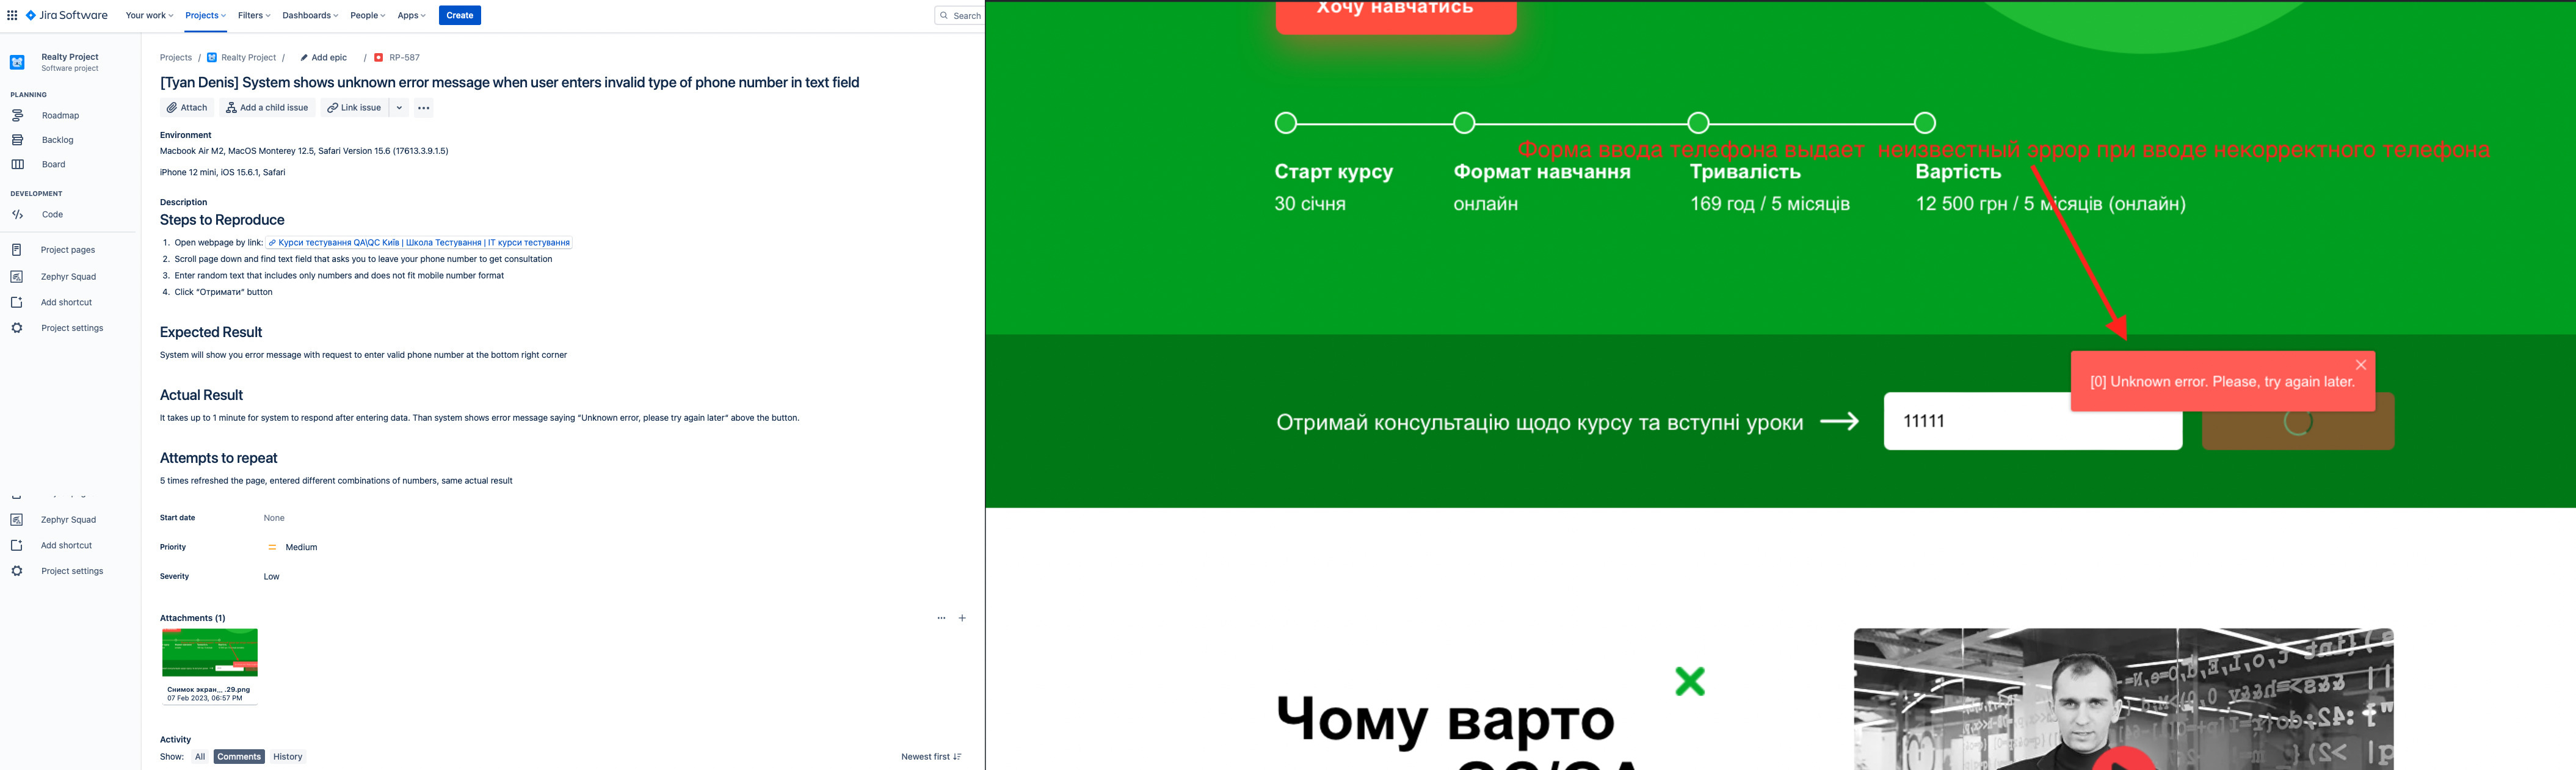 Jira Software
Your work
Projects
Filters
Dashboards
People
Apps
Create
Search
Realty Project
Software project
PLANNING
Roadmap
Backlog
Board
DEVELOPMENT
Code
Project pages
Zephyr Squad
Add shortcut
Project settings
Zephyr Squad
Add shortcut
Project settings
Projects / Realty Project / Add epic / RP-587
[Tyan Denis] System shows unknown error message when user enters invalid type of phone number in text field
Attach
Add a child issue
Link issue
Environment
Macbook Air M2, MacOS Monterey 12.5, Safari Version 15.6 (17613.3.9.1.5)
iPhone 12 mini, iOS 15.6.1, Safari
Description
Steps to Reproduce
1. Open webpage by link: Курси тестування QA\QC Київ | Школа Тестування | IT курси тестування
2. Scroll page down and find text field that asks you to leave your phone number to get consultation
3. Enter random text that includes only numbers and does not fit mobile number format
4. Click “Отримати” button
Expected Result
System will show you error message with request to enter valid phone number at the bottom right corner
Actual Result
It takes up to 1 minute for system to respond after entering data. Than system shows error message saying “Unknown error, please try again later” above the button.
Attempts to repeat
5 times refreshed the page, entered different combinations of numbers, same actual result
Start date None
Priority Medium
Severity Low
Attachments (1)
Снимок экран... .29.png
07 Feb 2023, 06:57 PM
Activity
Show: All Comments History
Newest first
Хочу навчатись
Форма ввода телефона выдает неизвестный эррор при вводе некорректного телефона
Старт курсу
30 січня
Формат навчання
онлайн
Тривалість
169 год / 5 місяців
Вартість
12 500 грн / 5 місяців (онлайн)
[0] Unknown error. Please, try again later.
Отримай консультацію щодо курсу та вступні уроки
11111
Чому варто